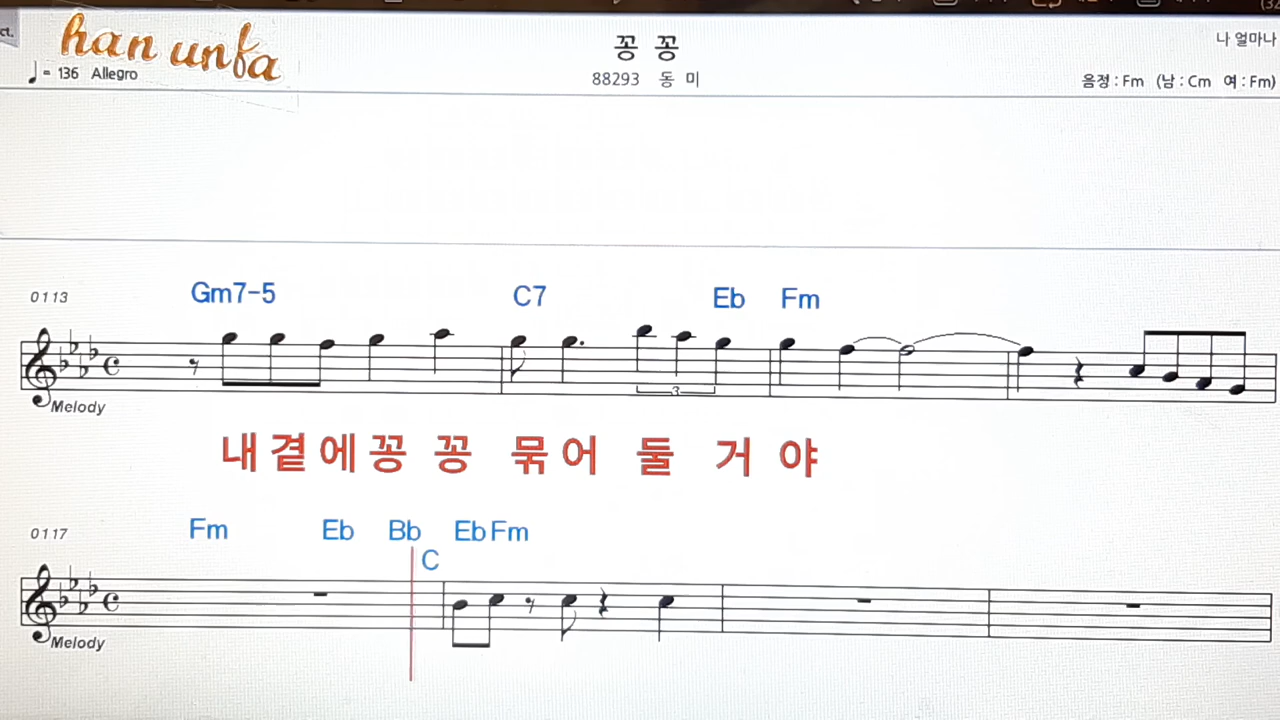 ct.
han unfa
꽁 꽁
나 얼마나
♩= 136 Allegro
88293 동 미
음정 : Fm (남 : Cm 여 : Fm)
0113
Gm7-5 C7 Eb Fm
3
Melody
내 곁 에 꽁 꽁 묶 어 둘 거 야
0117
Fm Eb Bb Eb Fm
C
Melody